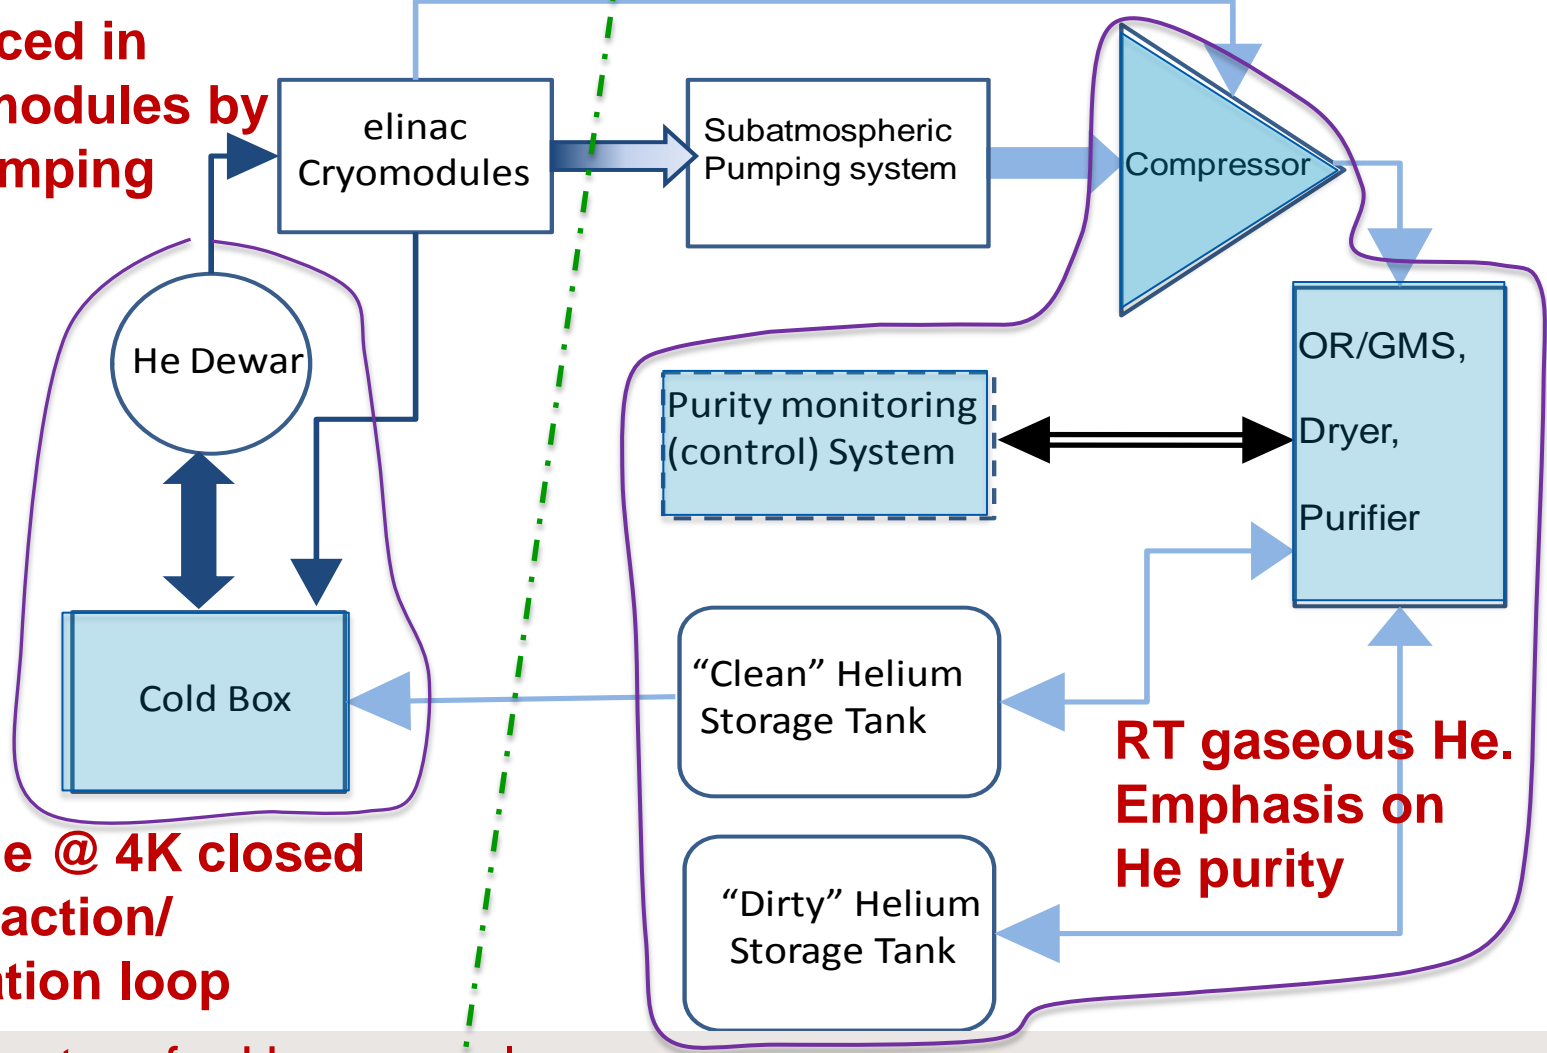 ced in
modules by
mping
elinac
Cryomodules
Subatmospheric
Pumping system
Compressor
He Dewar
OR/GMS,
Dryer,
Purifier
Purity monitoring
(control) System
Cold Box
"Clean" Helium
Storage Tank
RT gaseous He.
Emphasis on
He purity
e @ 4K closed
action/
ation loop
"Dirty" Helium
Storage Tank